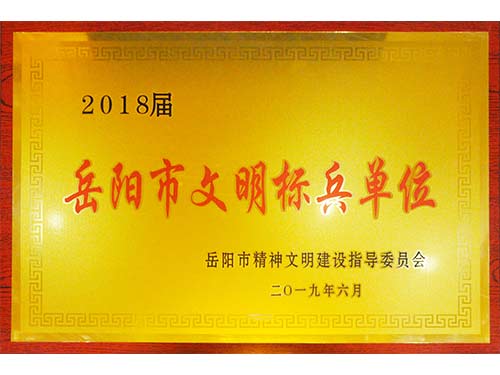 2018届
岳阳市文明标兵单位
岳阳市精神文明建设指导委员会
二〇一九年六月